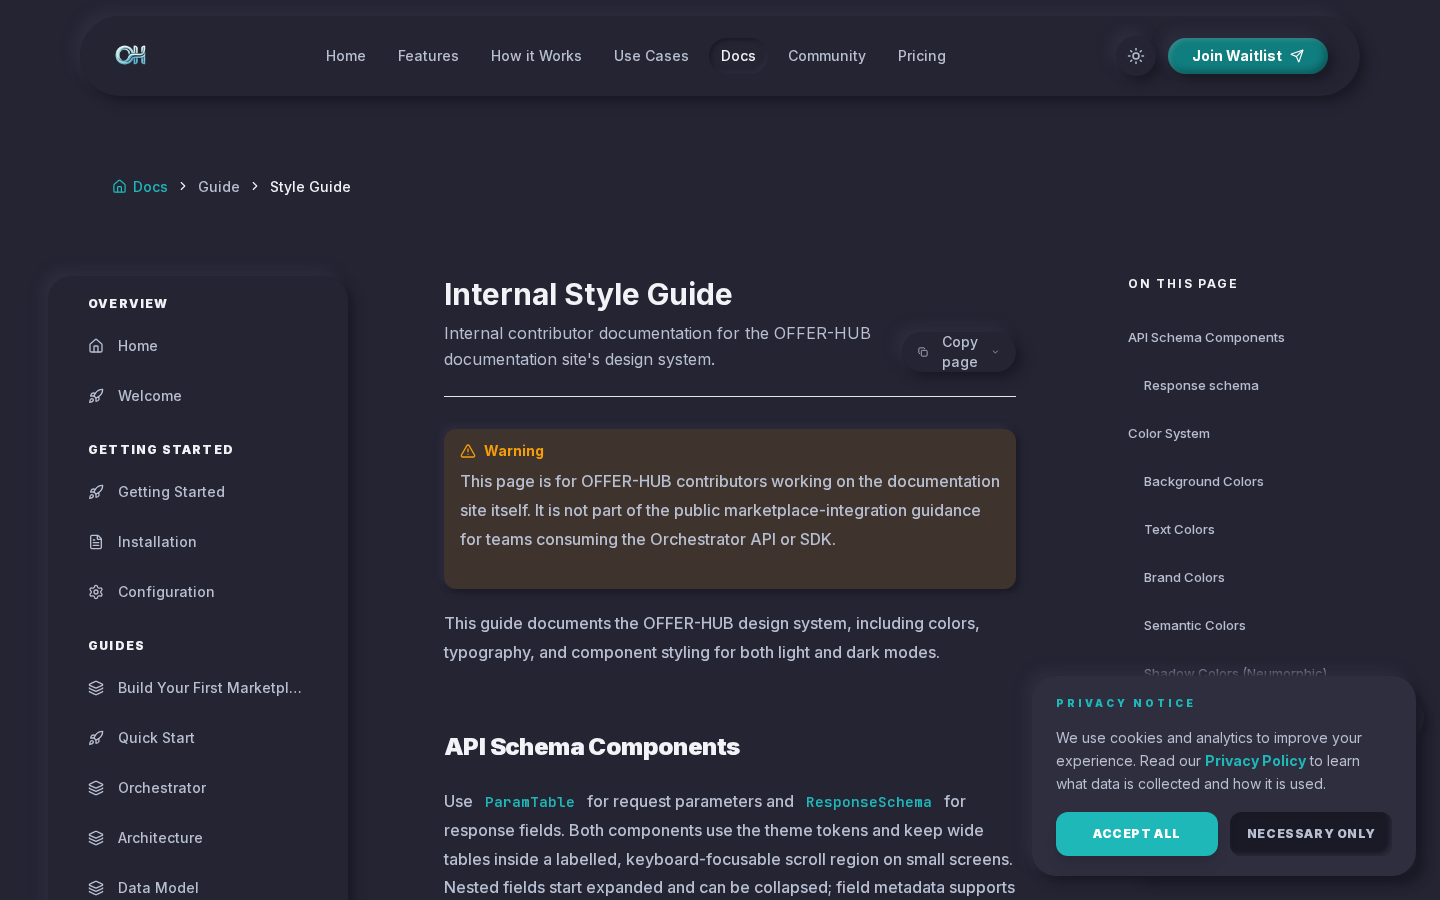 OH
Home
Features
How it Works
Use Cases
Docs
Community
Pricing
Join Waitlist
Docs
Guide
Style Guide
OVERVIEW
Home
Welcome
GETTING STARTED
Getting Started
Installation
Configuration
GUIDES
Build Your First Marketpl...
Quick Start
Orchestrator
Architecture
Data Model
Internal Style Guide
Internal contributor documentation for the OFFER-HUB
documentation site's design system.
Copy
page
Warning
This page is for OFFER-HUB contributors working on the documentation
site itself. It is not part of the public marketplace-integration guidance
for teams consuming the Orchestrator API or SDK.
This guide documents the OFFER-HUB design system, including colors,
typography, and component styling for both light and dark modes.
API Schema Components
Use ParamTable for request parameters and ResponseSchema for
response fields. Both components use the theme tokens and keep wide
tables inside a labelled, keyboard-focusable scroll region on small screens.
Nested fields start expanded and can be collapsed; field metadata supports
ON THIS PAGE
API Schema Components
Response schema
Color System
Background Colors
Text Colors
Brand Colors
Semantic Colors
Shadow Colors (Neumorphic)
PRIVACY NOTICE
We use cookies and analytics to improve your
experience. Read our Privacy Policy to learn
what data is collected and how it is used.
ACCEPT ALL
NECESSARY ONLY